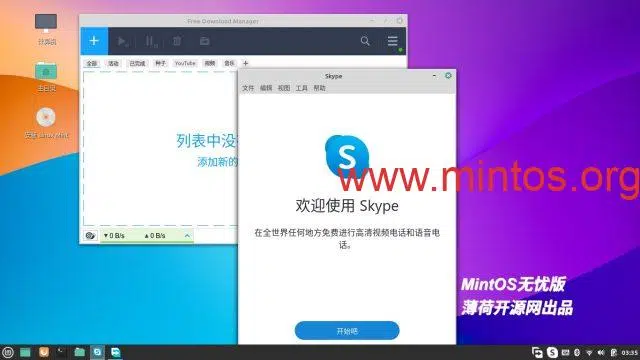 Free Download Manager
计算机
全部 活动 已完成 种子 YouTube 视频 音乐 +
Skype
文件 编辑 视图 工具 帮助
主目录
安装 Linux Mint
列表中没
添加新的
S
www.mintos.org
欢迎使用 Skype
在全世界任何地方免费进行高清视频电话和语音电
话。
0 B/s 0 B/s
MintOS无忧版
薄荷开源网出品
开始吧
03:35